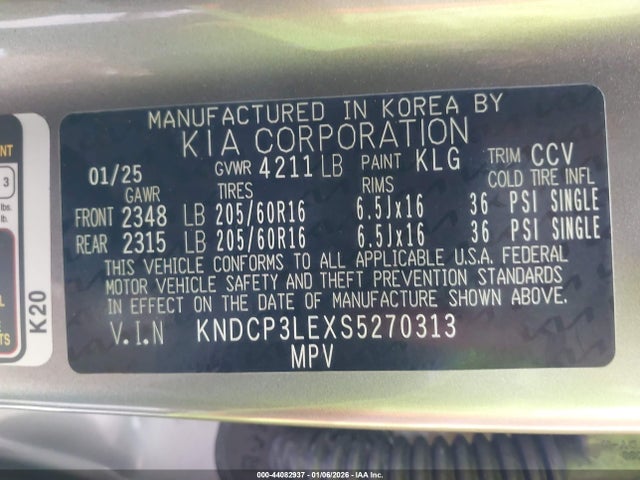 MANUFACTURED IN KOREA BY
KIA CORPORATION
01/25 GVWR 4211 LB PAINT KLG TRIM CCV
GAWR TIRES RIMS COLD TIRE INFL
FRONT 2348 LB 205/60R16 6.5Jx16 36 PSI SINGLE
REAR 2315 LB 205/60R16 6.5Jx16 36 PSI SINGLE
THIS VEHICLE CONFORMS TO ALL APPLICABLE U.S.A. FEDERAL
MOTOR VEHICLE SAFETY AND THEFT PREVENTION STANDARDS
IN EFFECT ON THE DATE OF MANUFACTURE SHOWN ABOVE.
V.I.N KNDCP3LEXS5270313
MPV
K20
3
lbs.
lb.
000-44082937 - 01/06/2026 - IAA Inc.